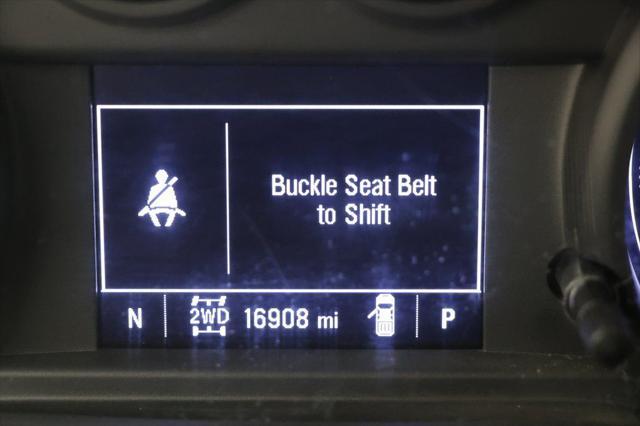 Buckle Seat Belt
to Shift
N 2WD 16908 mi P